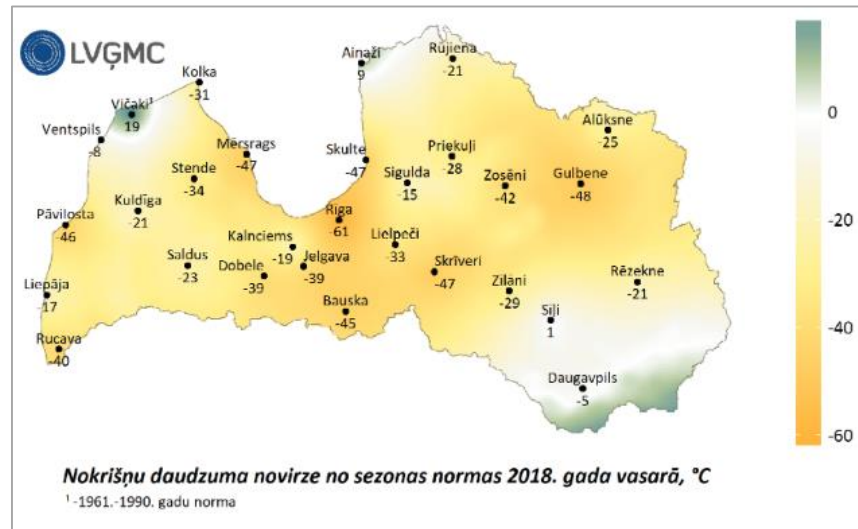 LVĢMC
Ainaži
9
Rūjiena
-21
Kolka
-31
Vičaki¹
19
Ventspils
-8
Mērsrags
-47
Skulte
-47
Priekuļi
-28
Alūksne
-25
Stende
-34
Sigulda
-15
Zosēni
-42
Gulbene
-48
Kuldīga
-21
Pāvilosta
-46
Rīga
-61
Kalnciems
-19
Lielpeči
-33
Saldus
-23
Dobele
-39
Jelgava
-39
Skrīveri
-47
Zīlāni
-29
Rēzekne
-21
Liepāja
-17
Bauska
-45
Sīļi
1
Rucava
-40
Daugavpils
-5
0
-20
-40
-60
Nokrišņu daudzuma novirze no sezonas normas 2018. gada vasarā, °C
¹ -1961.-1990. gadu norma